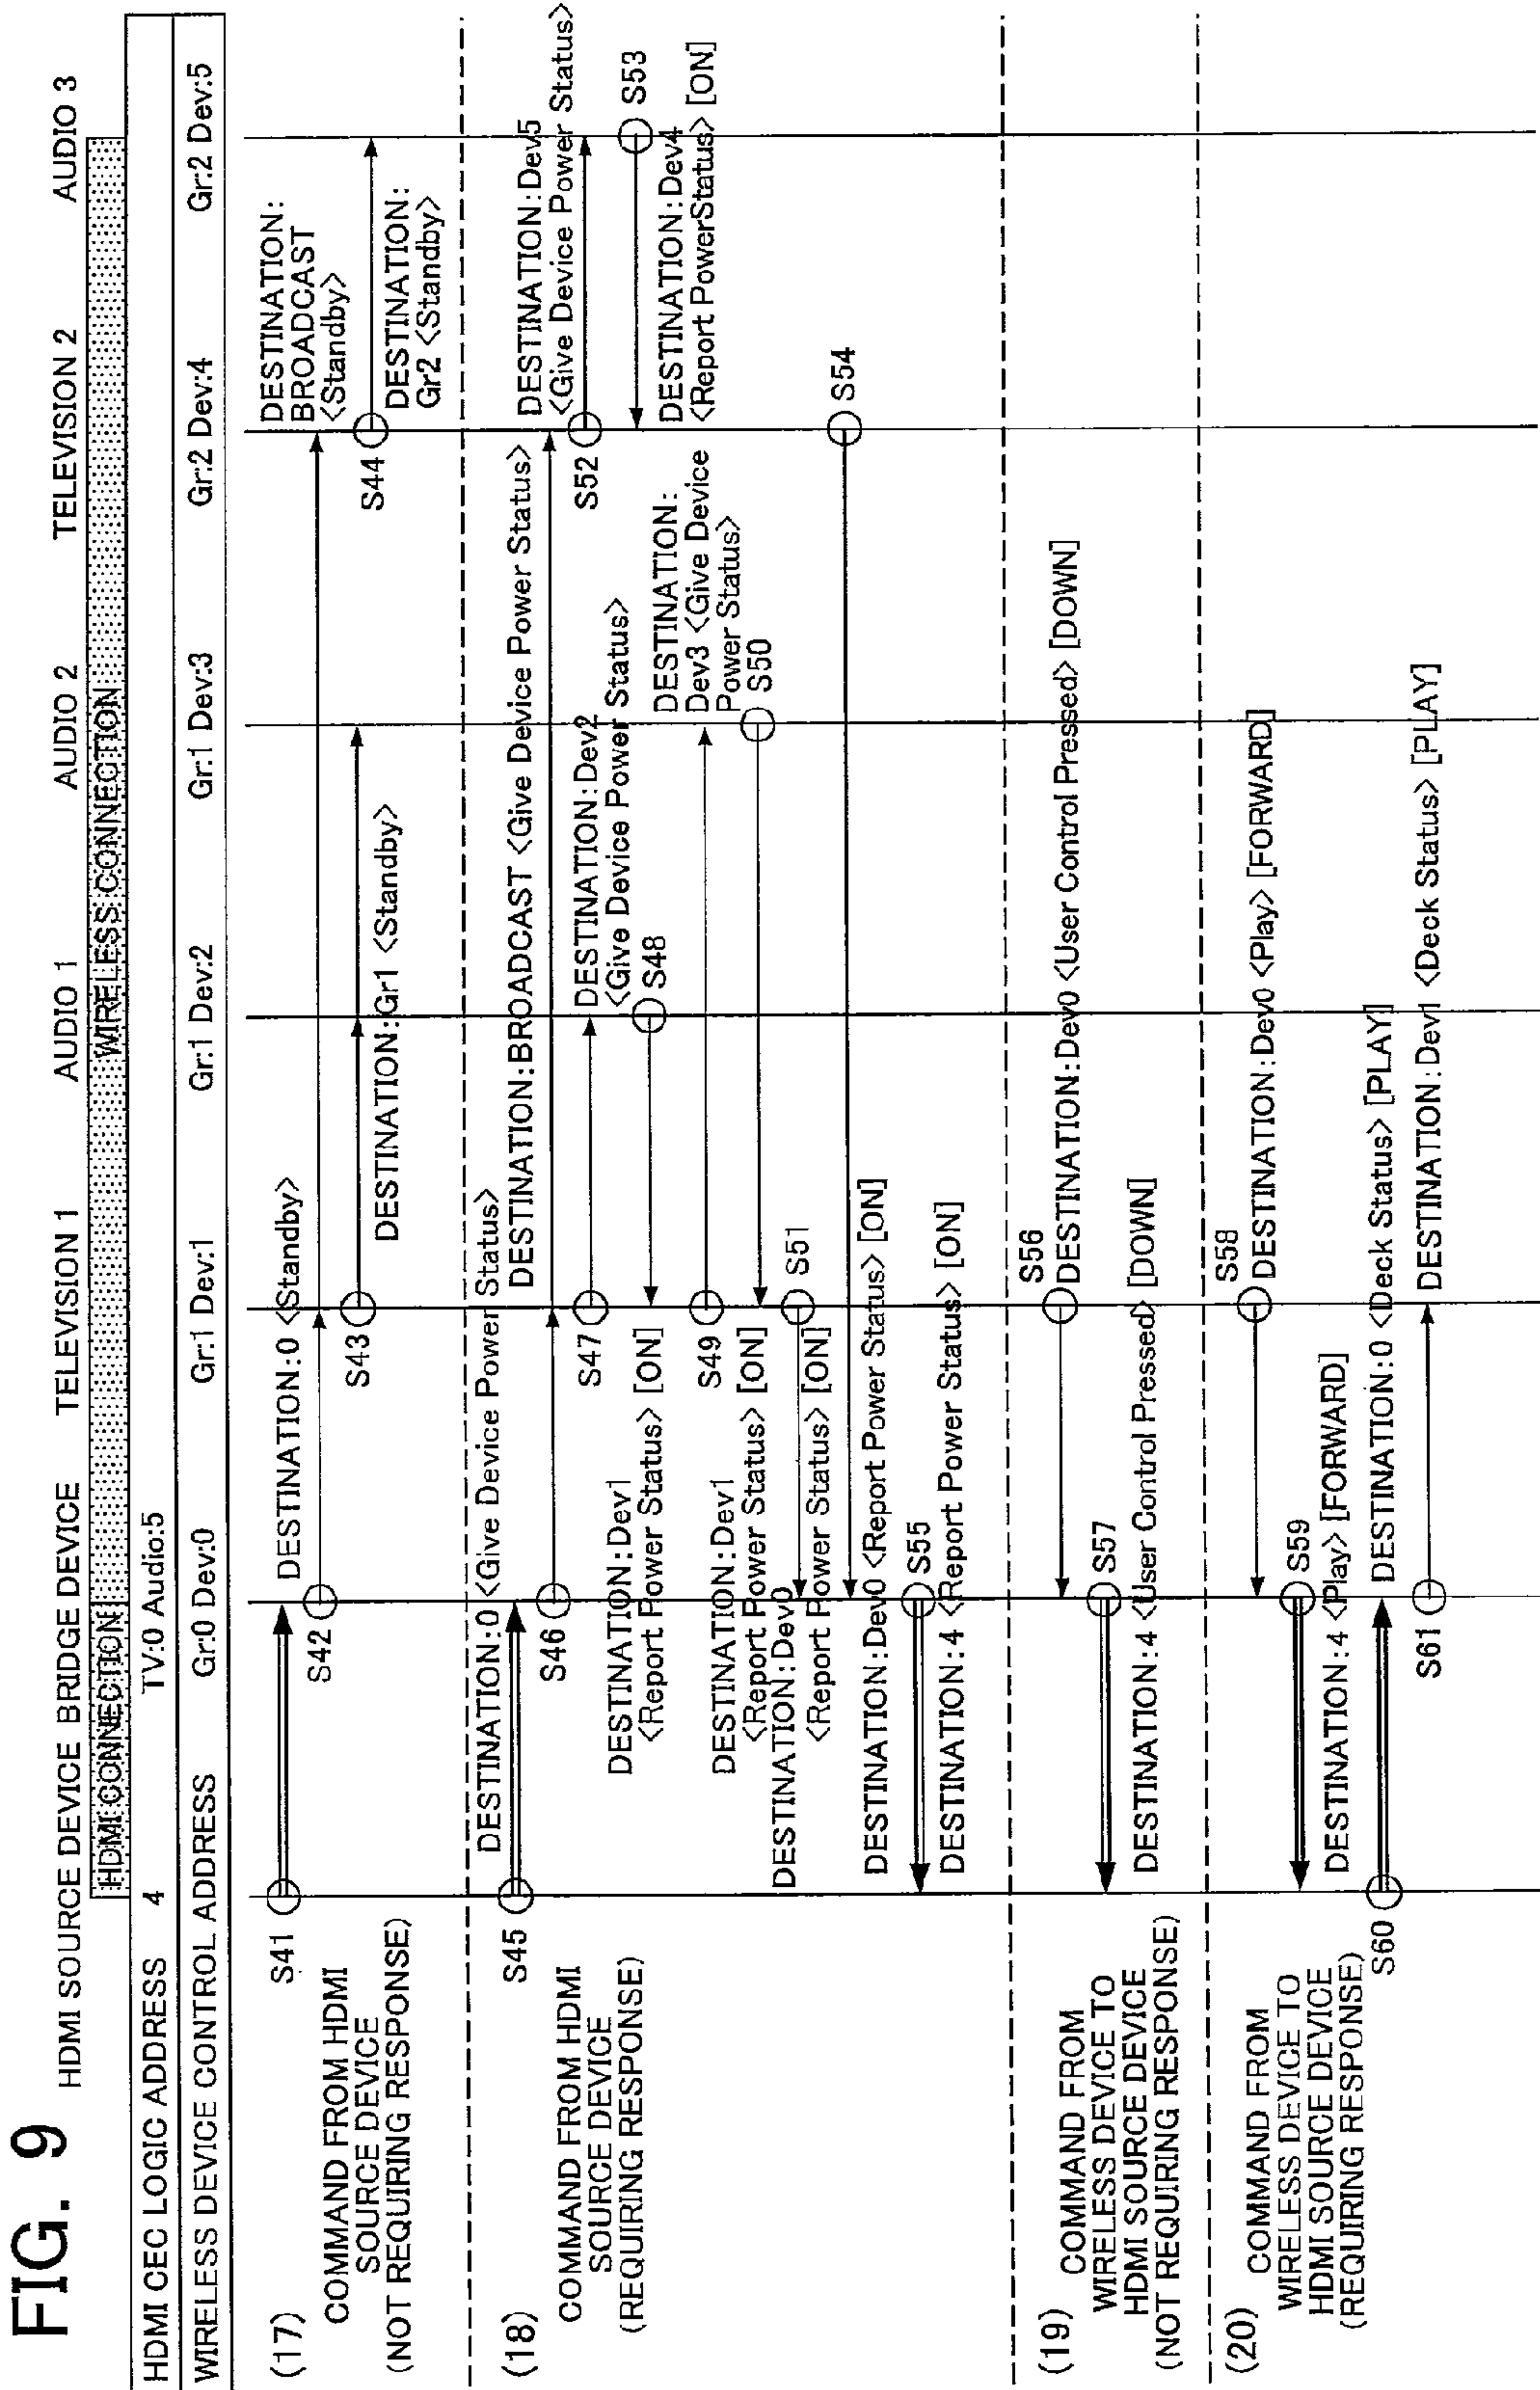 FIG. 9
HDMI SOURCE DEVICE
BRIDGE DEVICE
TELEVISION 1
AUDIO 1
AUDIO 2
TELEVISION 2
AUDIO 3
HDMI CONNECTION
WIRELESS CONNECTION
HDMI CEC LOGIC ADDRESS
4
TV:0 Audio:5
WIRELESS DEVICE CONTROL ADDRESS
Gr:0 Dev:0
Gr:1 Dev:1
Gr:1 Dev:2
Gr:1 Dev:3
Gr:2 Dev:4
Gr:2 Dev:5
(17)
COMMAND FROM HDMI
SOURCE DEVICE
(NOT REQUIRING RESPONSE)
S41
S42
DESTINATION:0 <Standby>
S43
DESTINATION:Gr1 <Standby>
DESTINATION:
BROADCAST
<Standby>
S44
DESTINATION:
Gr2 <Standby>
(18)
COMMAND FROM HDMI
SOURCE DEVICE
(REQUIRING RESPONSE)
S45
DESTINATION:0 <Give Device Power Status>
S46
DESTINATION:BROADCAST <Give Device Power Status>
S47
DESTINATION:Dev2
<Give Device Power Status>
S48
DESTINATION:Dev1
<Report Power Status> [ON]
S49
DESTINATION:
Dev3 <Give Device
Power Status>
S50
DESTINATION:Dev1
<Report Power Status> [ON]
S51
DESTINATION:Dev0
<Report Power Status> [ON]
S52
DESTINATION:Dev5
<Give Device Power Status>
S53
DESTINATION:Dev4
<Report PowerStatus> [ON]
S54
DESTINATION:Dev0 <Report Power Status> [ON]
S55
DESTINATION:4 <Report Power Status> [ON]
(19)
COMMAND FROM
WIRELESS DEVICE TO
HDMI SOURCE DEVICE
(NOT REQUIRING RESPONSE)
S56
DESTINATION:Dev0 <User Control Pressed> [DOWN]
S57
DESTINATION:4 <User Control Pressed> [DOWN]
(20)
COMMAND FROM
WIRELESS DEVICE TO
HDMI SOURCE DEVICE
(REQUIRING RESPONSE)
S58
DESTINATION:Dev0 <Play> [FORWARD]
S59
DESTINATION:4 <Play> [FORWARD]
S60
DESTINATION:0 <Deck Status> [PLAY]
S61
DESTINATION:Dev1 <Deck Status> [PLAY]